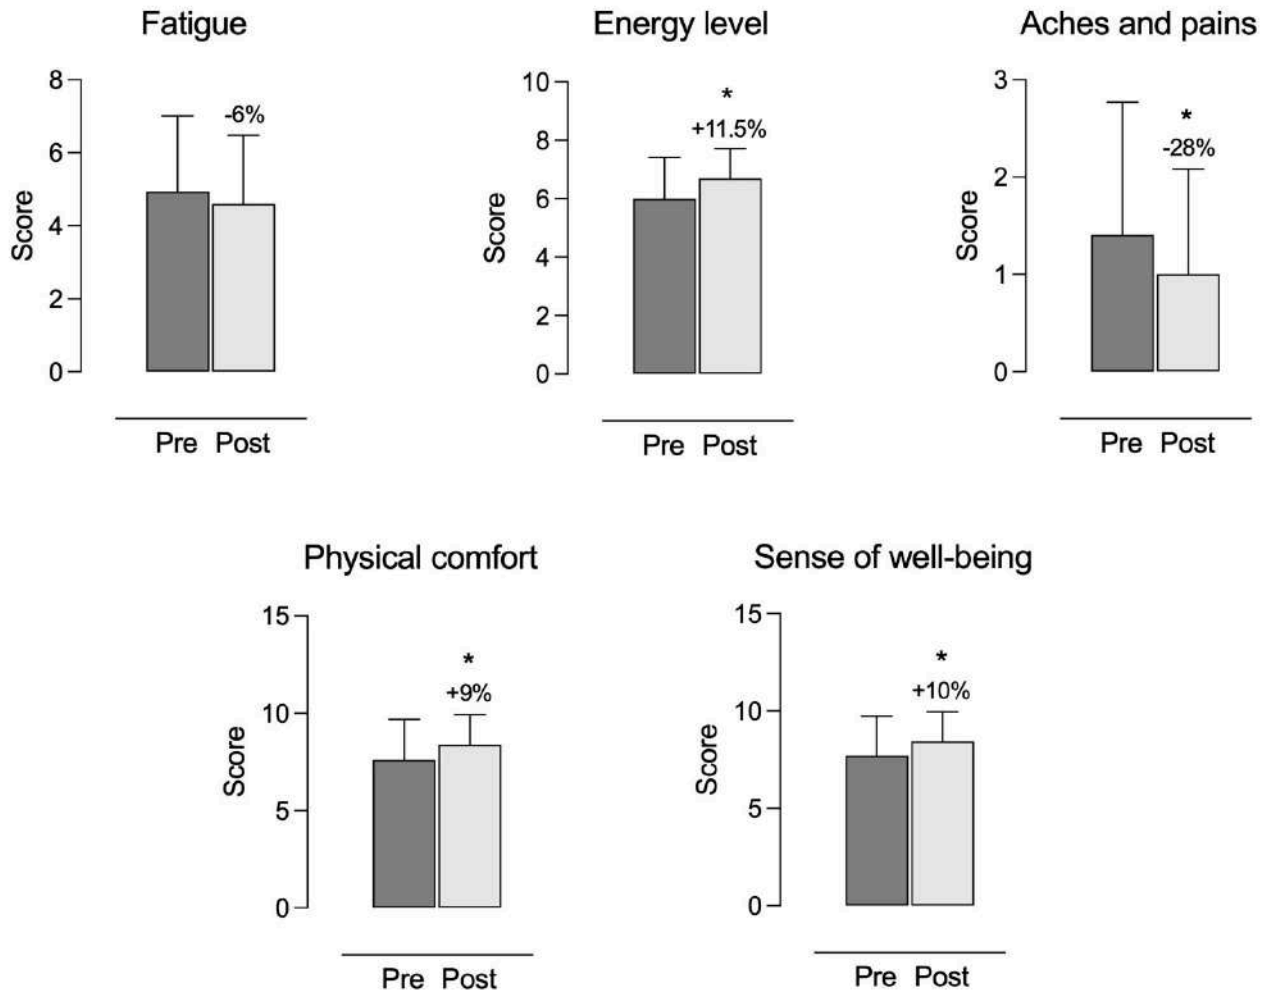 Fatigue
8
6
4
2
0
Score
-6%
Pre Post
Energy level
10
8
6
4
2
0
Score
*
+11.5%
Pre Post
Aches and pains
3
2
1
0
Score
*
-28%
Pre Post
Physical comfort
15
10
5
0
Score
*
+9%
Pre Post
Sense of well-being
15
10
5
0
Score
*
+10%
Pre Post